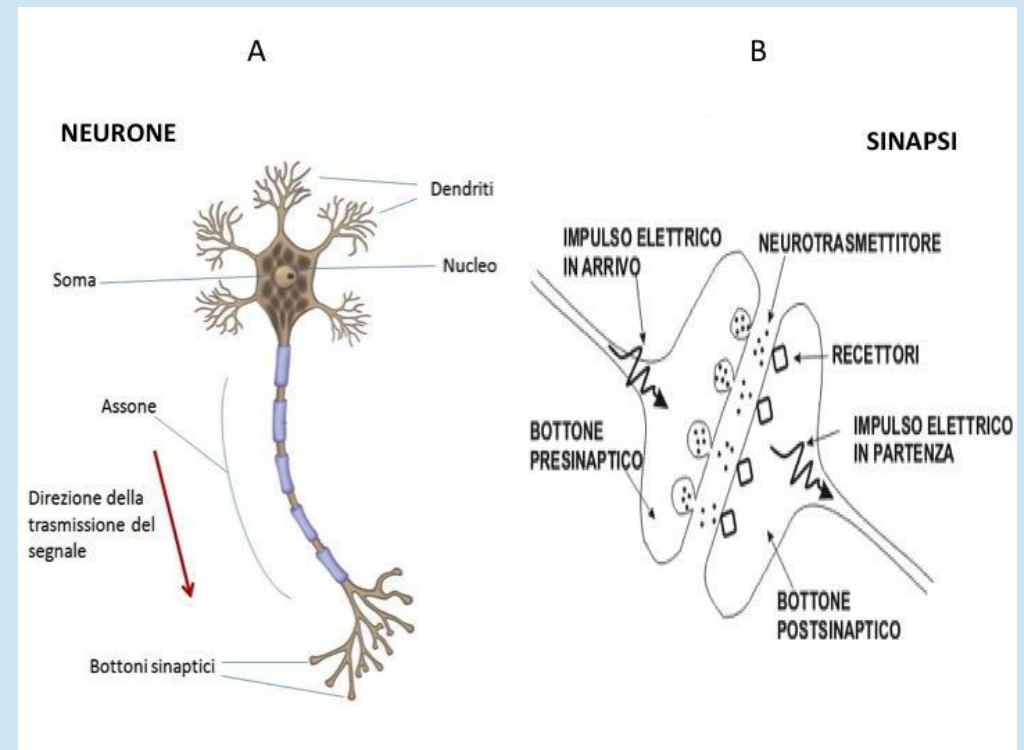 A
NEURONE
Dendriti
Nucleo
Soma
Assone
Direzione della
trasmissione del
segnale
Bottoni sinaptici
B
SINAPSI
IMPULSO ELETTRICO
IN ARRIVO
NEUROTRASMETTITORE
RECETTORI
BOTTONE
PRESINAPTICO
IMPULSO ELETTRICO
IN PARTENZA
BOTTONE
POSTSINAPTICO